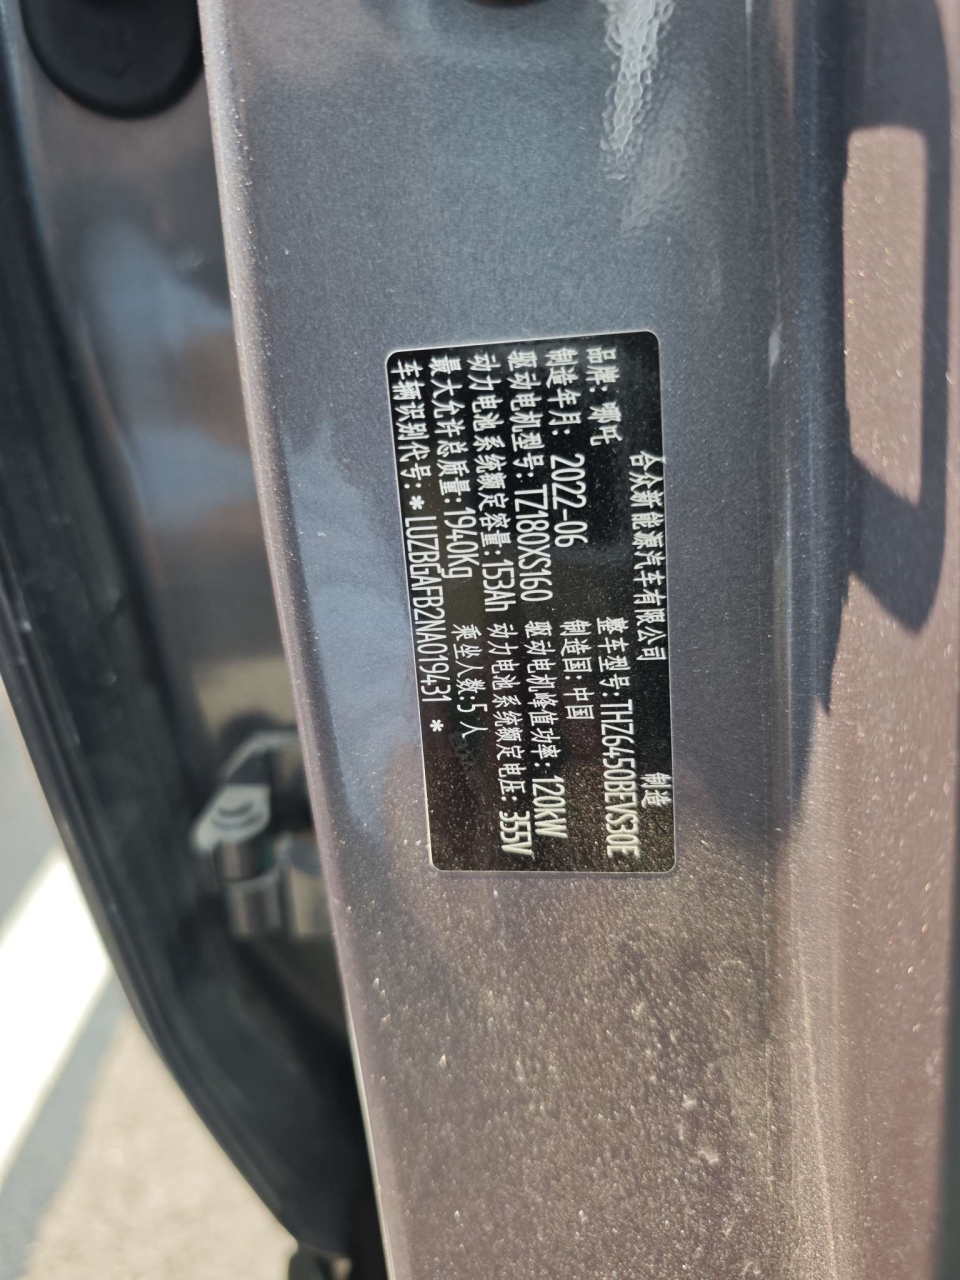 合众新能源汽车有限公司 制造
品牌：哪吒 整车型号：THZ6450BEVS30E
制造年月：2022-06 制造国：中国
驱动电机型号：TZ180XS160 驱动电机峰值功率：120kW
动力电池系统额定容量：153Ah 动力电池系统额定电压：355V
最大允许总质量：1940Kg 乘坐人数：5 人
车辆识别代号：* LUZBGAFB2NA019431 *